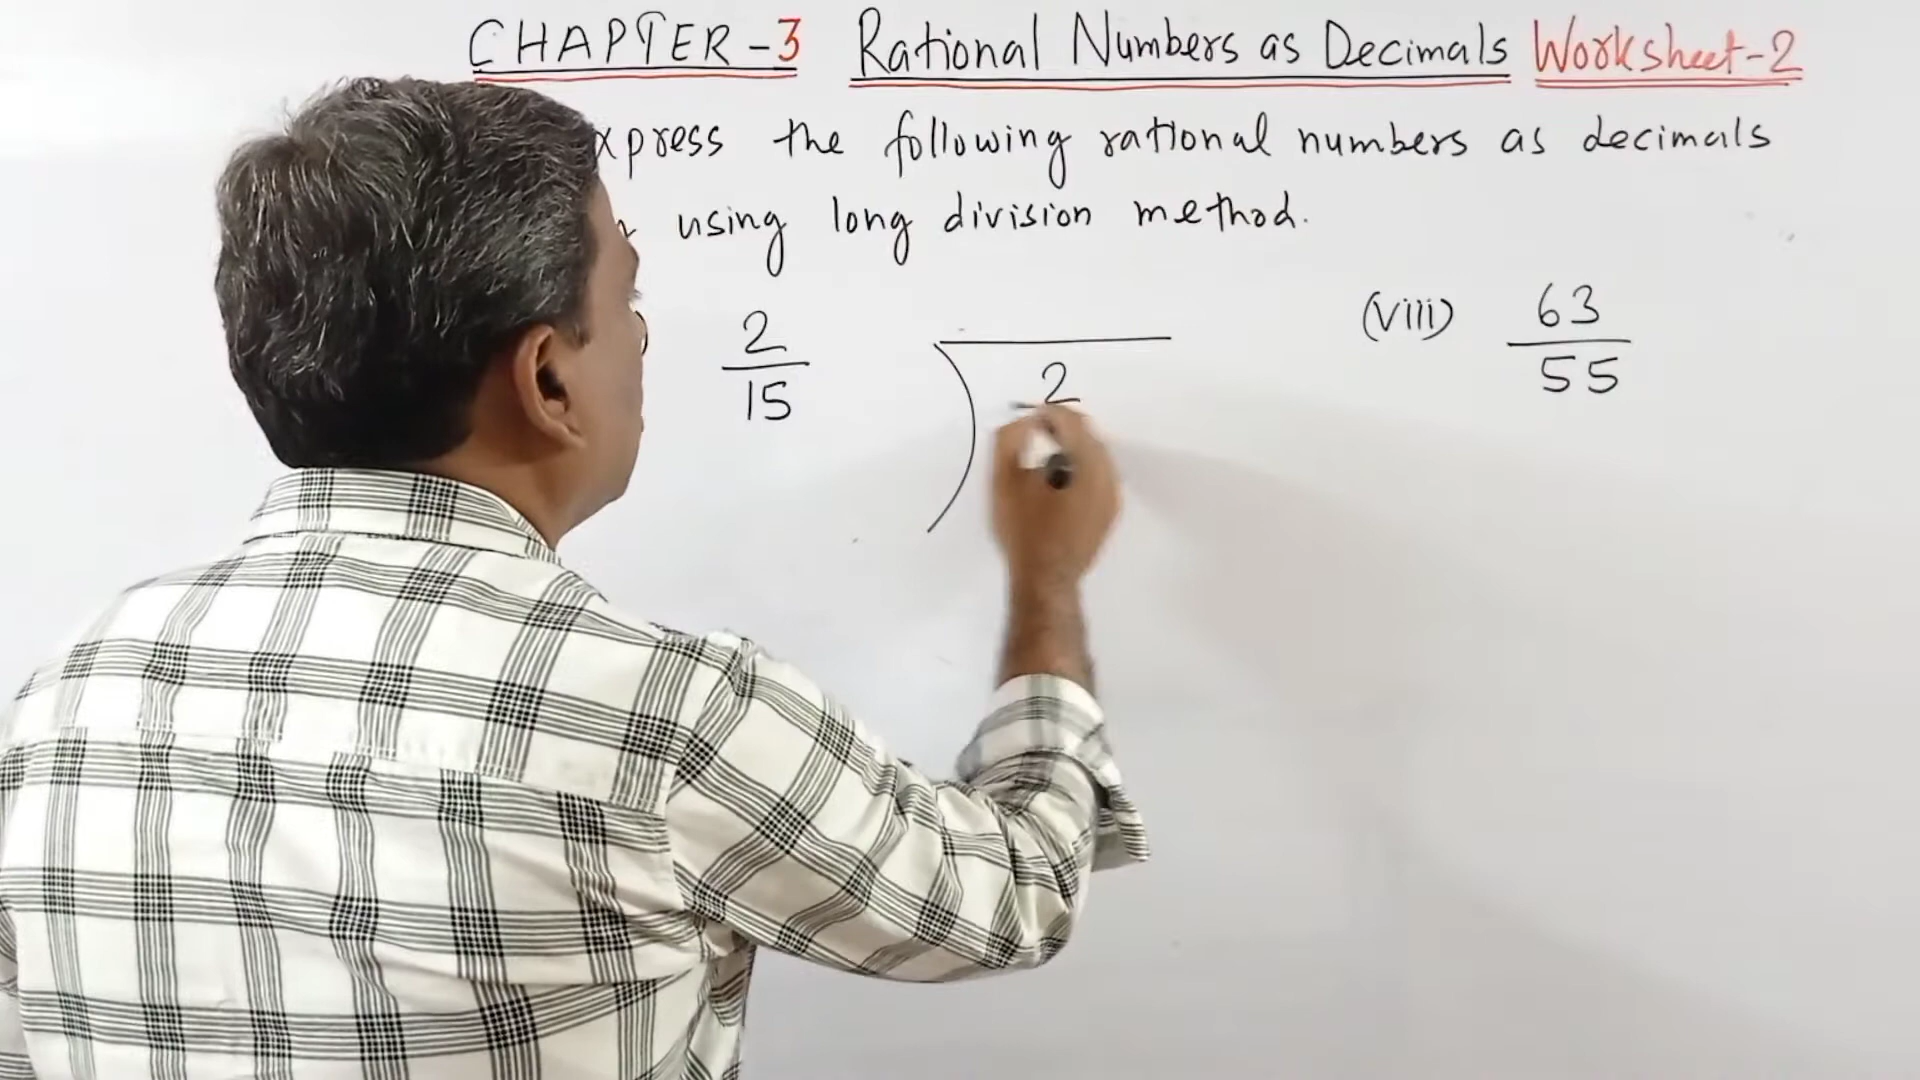 CHAPTER-3 Rational Numbers as Decimals Worksheet-2
xpress the following rational numbers as decimals
using long division method.
2/15
2
(viii) 63/55